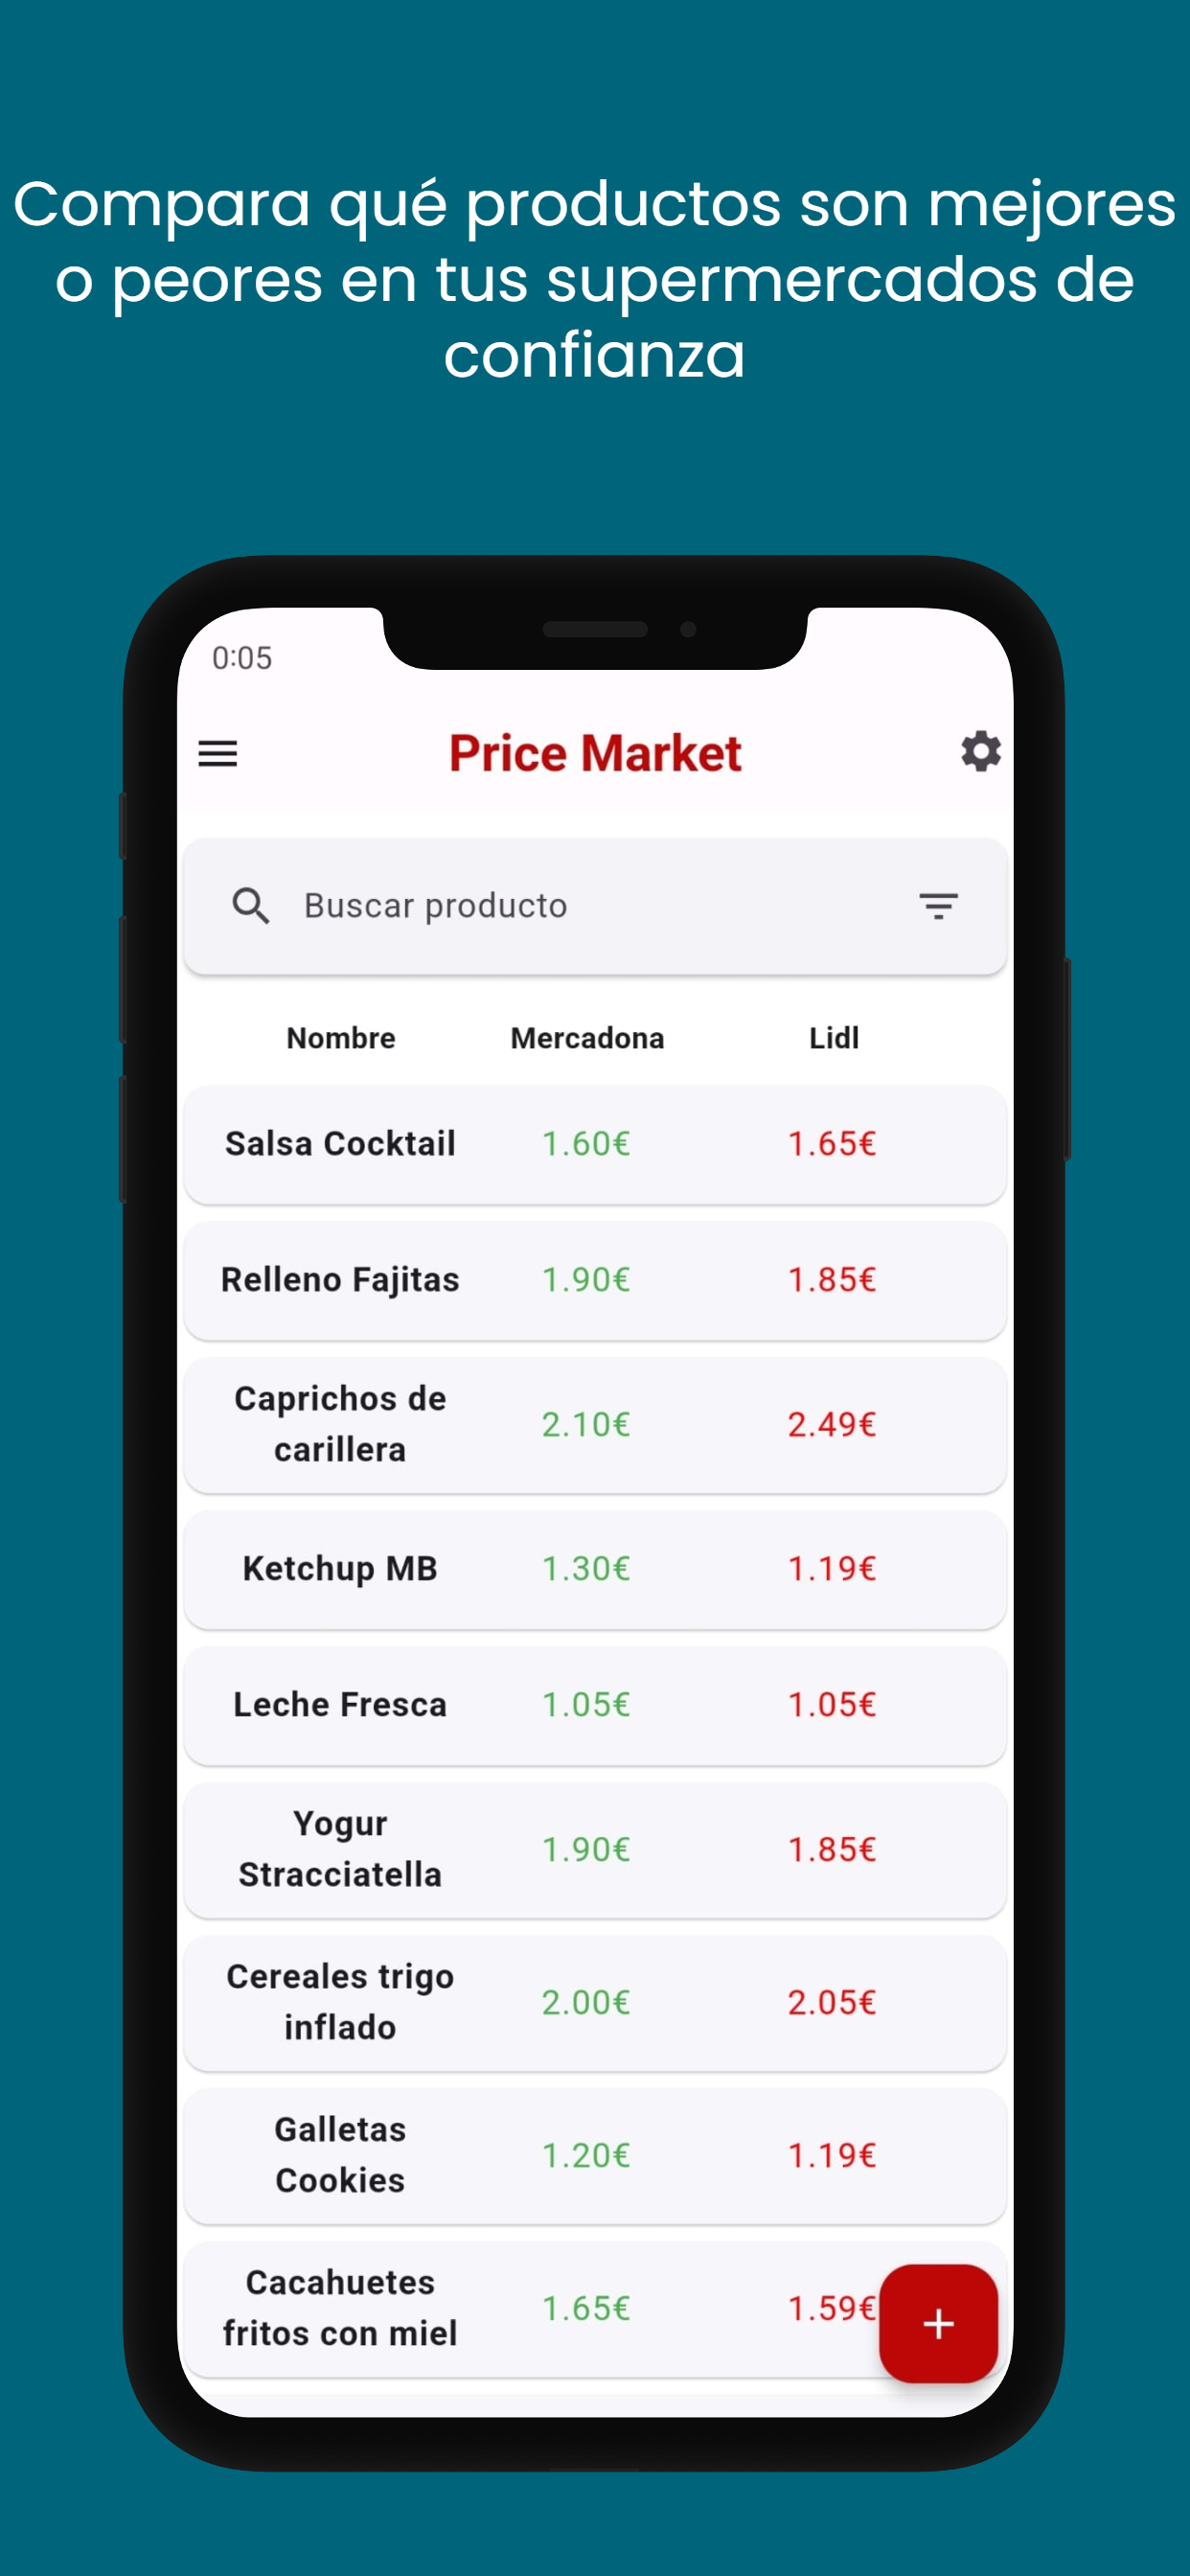 Compara qué productos son mejores
o peores en tus supermercados de
confianza
0:05
Price Market
Buscar producto
Nombre Mercadona Lidl
Salsa Cocktail 1.60€ 1.65€
Relleno Fajitas 1.90€ 1.85€
Caprichos de
carillera 2.10€ 2.49€
Ketchup MB 1.30€ 1.19€
Leche Fresca 1.05€ 1.05€
Yogur
Stracciatella 1.90€ 1.85€
Cereales trigo
inflado 2.00€ 2.05€
Galletas
Cookies 1.20€ 1.19€
Cacahuetes
fritos con miel 1.65€ 1.59€
+